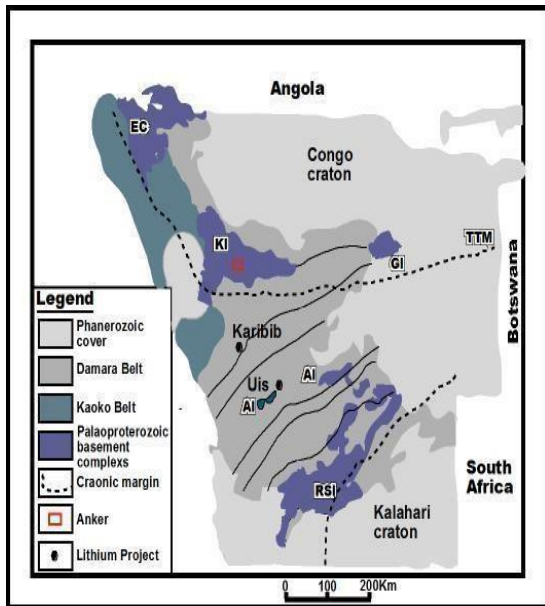 Angola
EC
Congo
craton
KI
TTM
GI
Botswana
Legend
Phanerozoic
cover
Damara Belt
Kaoko Belt
Palaoproterozoic
basement
complexs
Craonic margin
Anker
Lithium Project
Karibib
Uis
AI
AI
RSI
South
Africa
Kalahari
craton
0 100 200Km